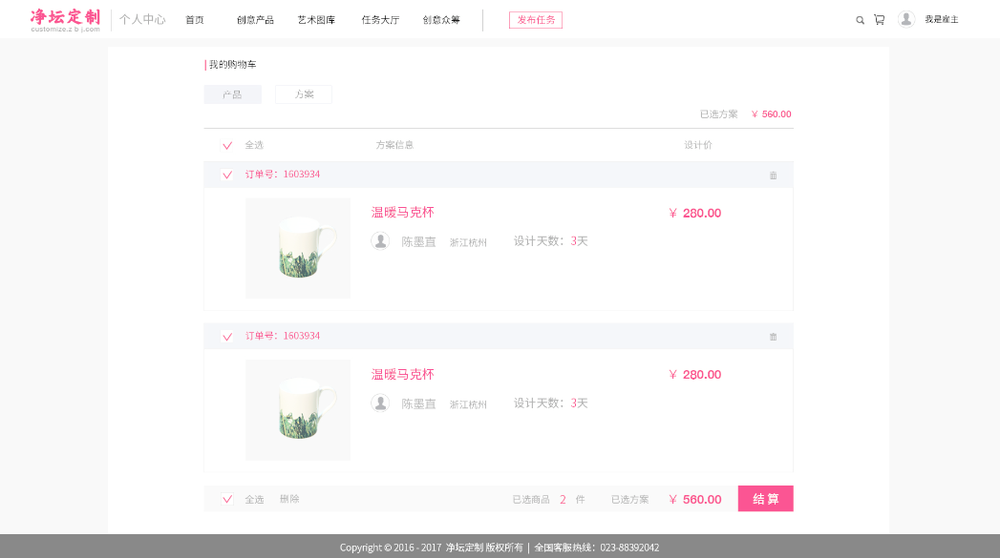 净坛定制 个人中心 首页 创意产品 艺术图库 任务大厅 创意众筹 发布任务 我是雇主
customize.zbj.com
我的购物车
产品 方案
已选方案 ¥ 560.00
全选 方案信息 设计价
订单号：1603934
温暖马克杯 ¥ 280.00
陈墨直 浙江杭州 设计天数：3天
订单号：1603934
温暖马克杯 ¥ 280.00
陈墨直 浙江杭州 设计天数：3天
全选 删除 已选商品 2 件 已选方案 ¥ 560.00 结算
Copyright © 2016 - 2017 净坛定制 版权所有 | 全国客服热线：023-88392042